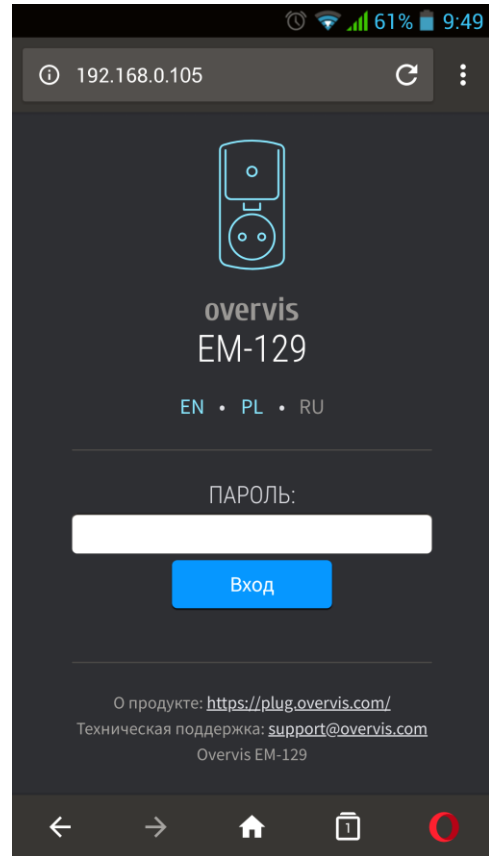 61% 9:49
192.168.0.105
overvis
EM-129
EN • PL • RU
ПАРОЛЬ:
Вход
О продукте: https://plug.overvis.com/
Техническая поддержка: support@overvis.com
Overvis EM-129
1